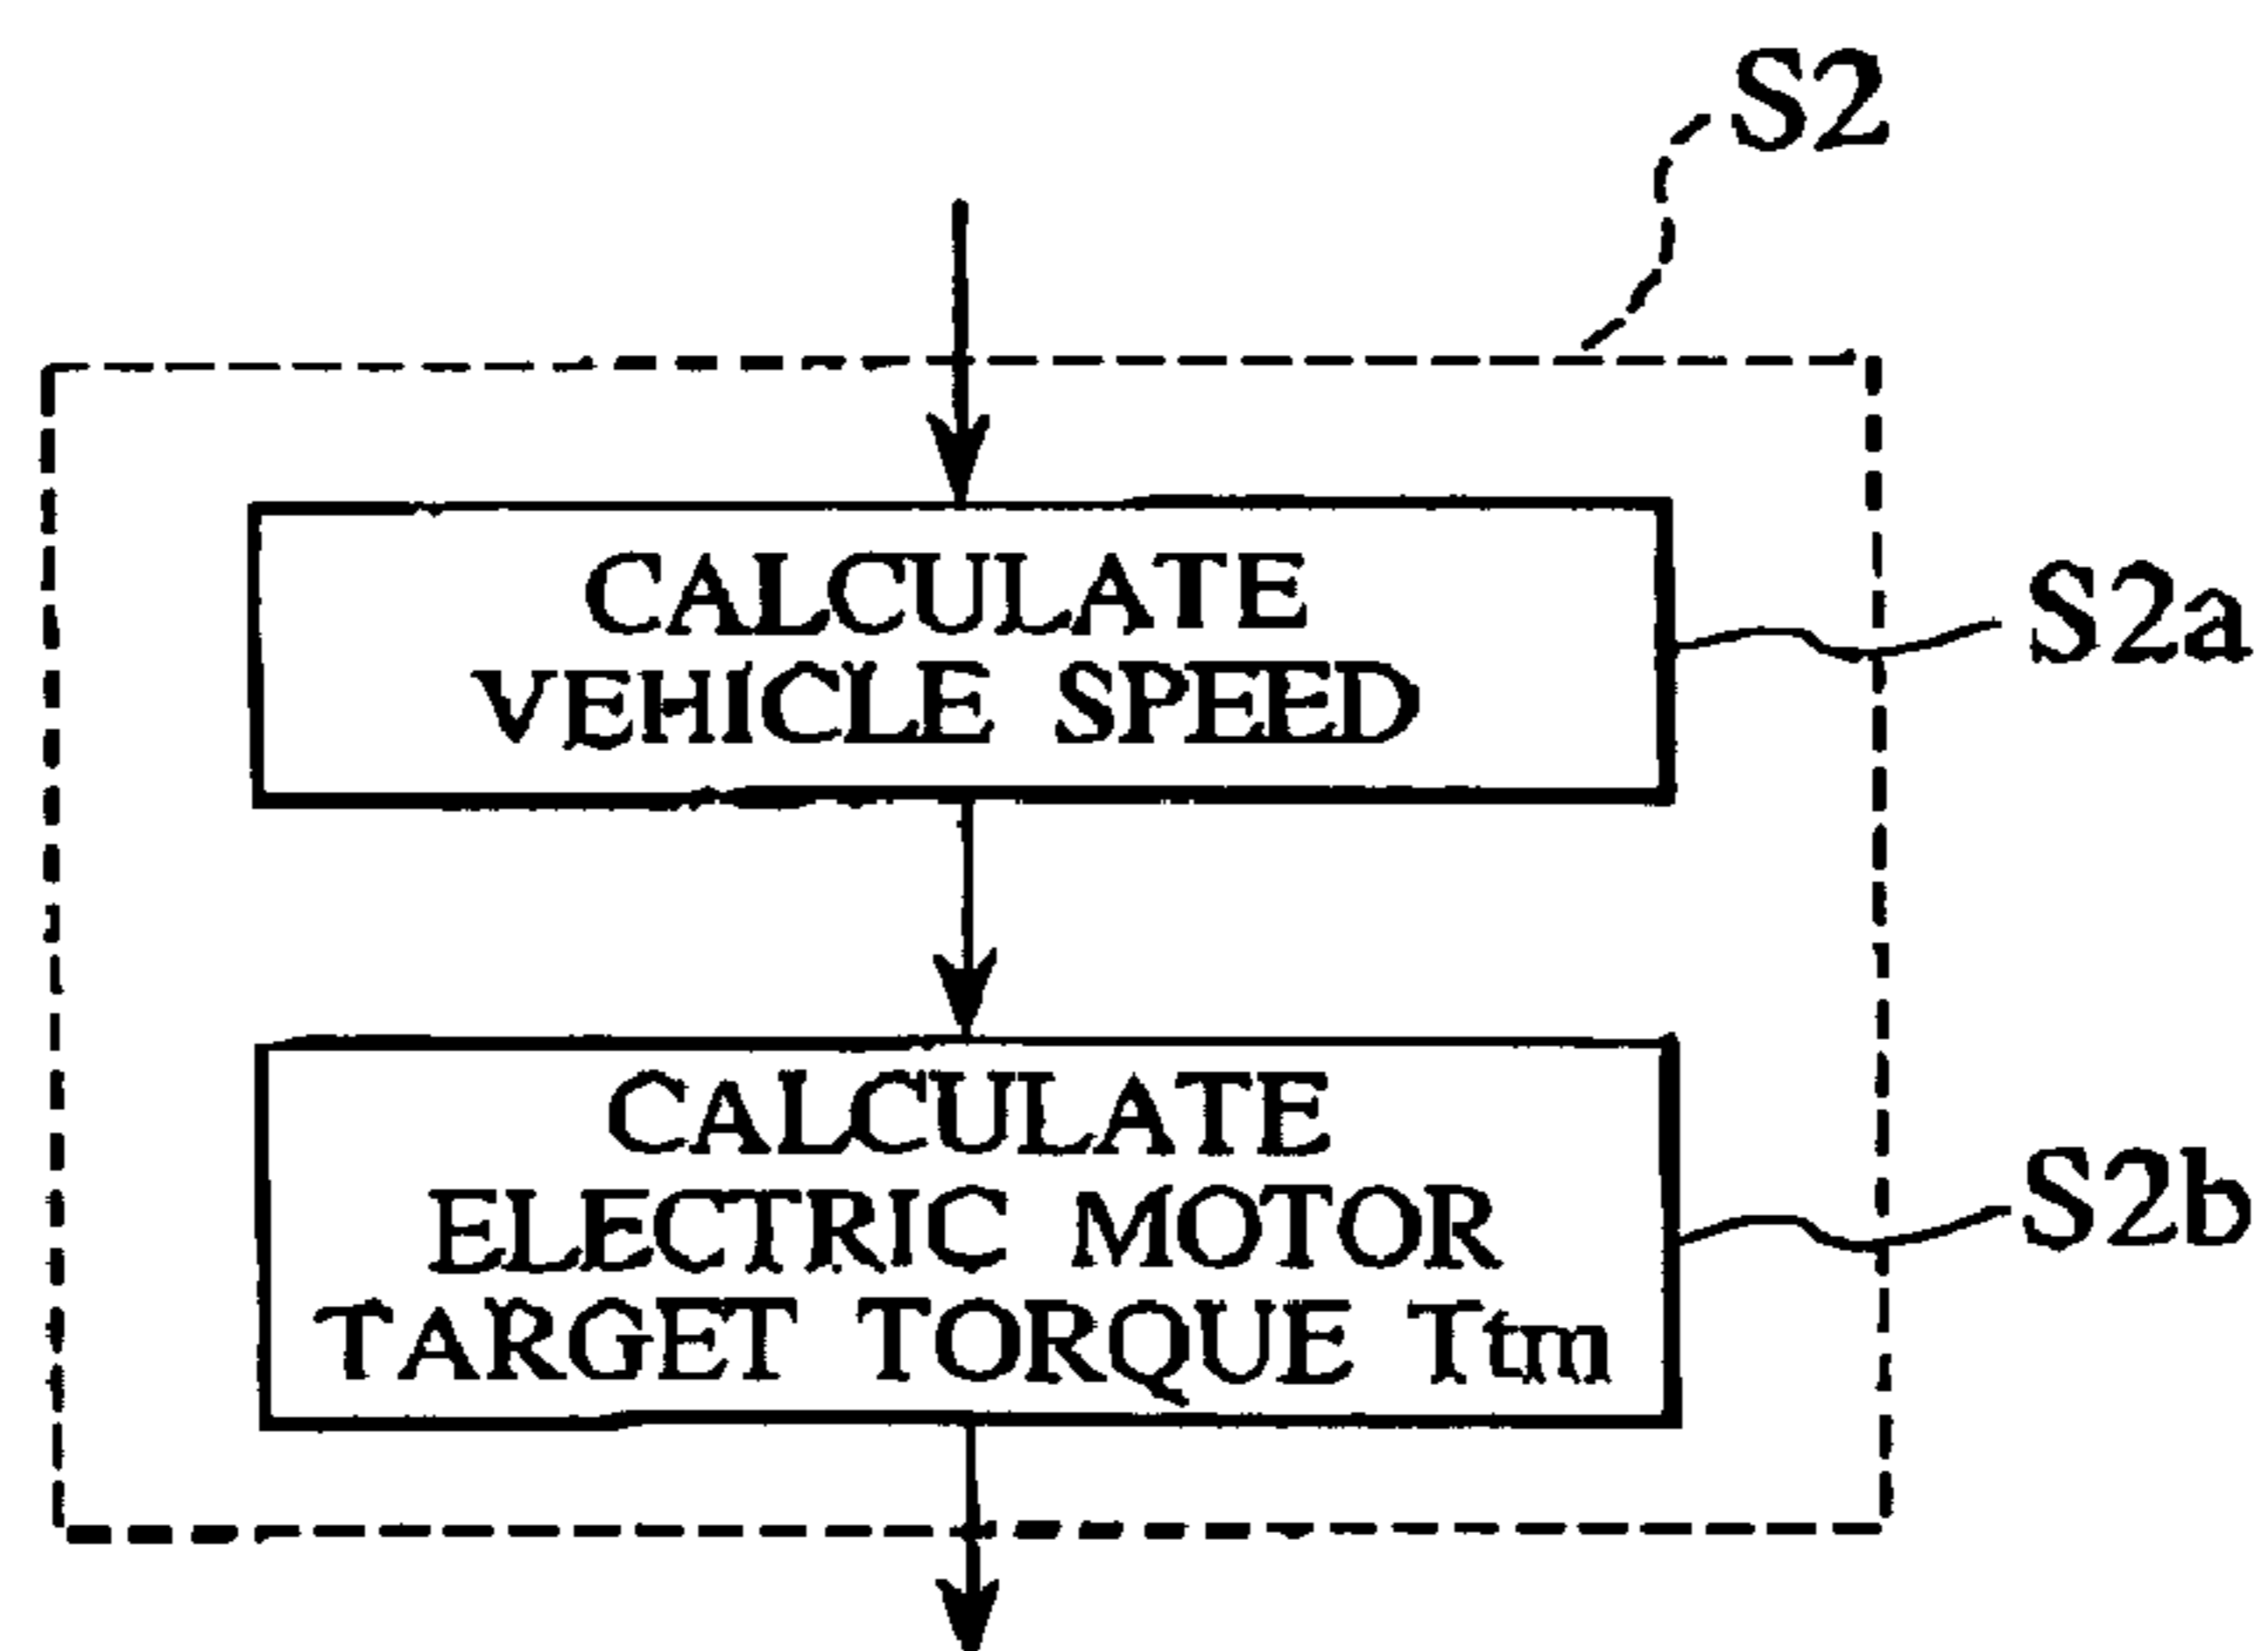 S2
CALCULATE
VEHICLE SPEED
S2a
CALCULATE
ELECTRIC MOTOR
TARGET TORQUE Ttm
S2b